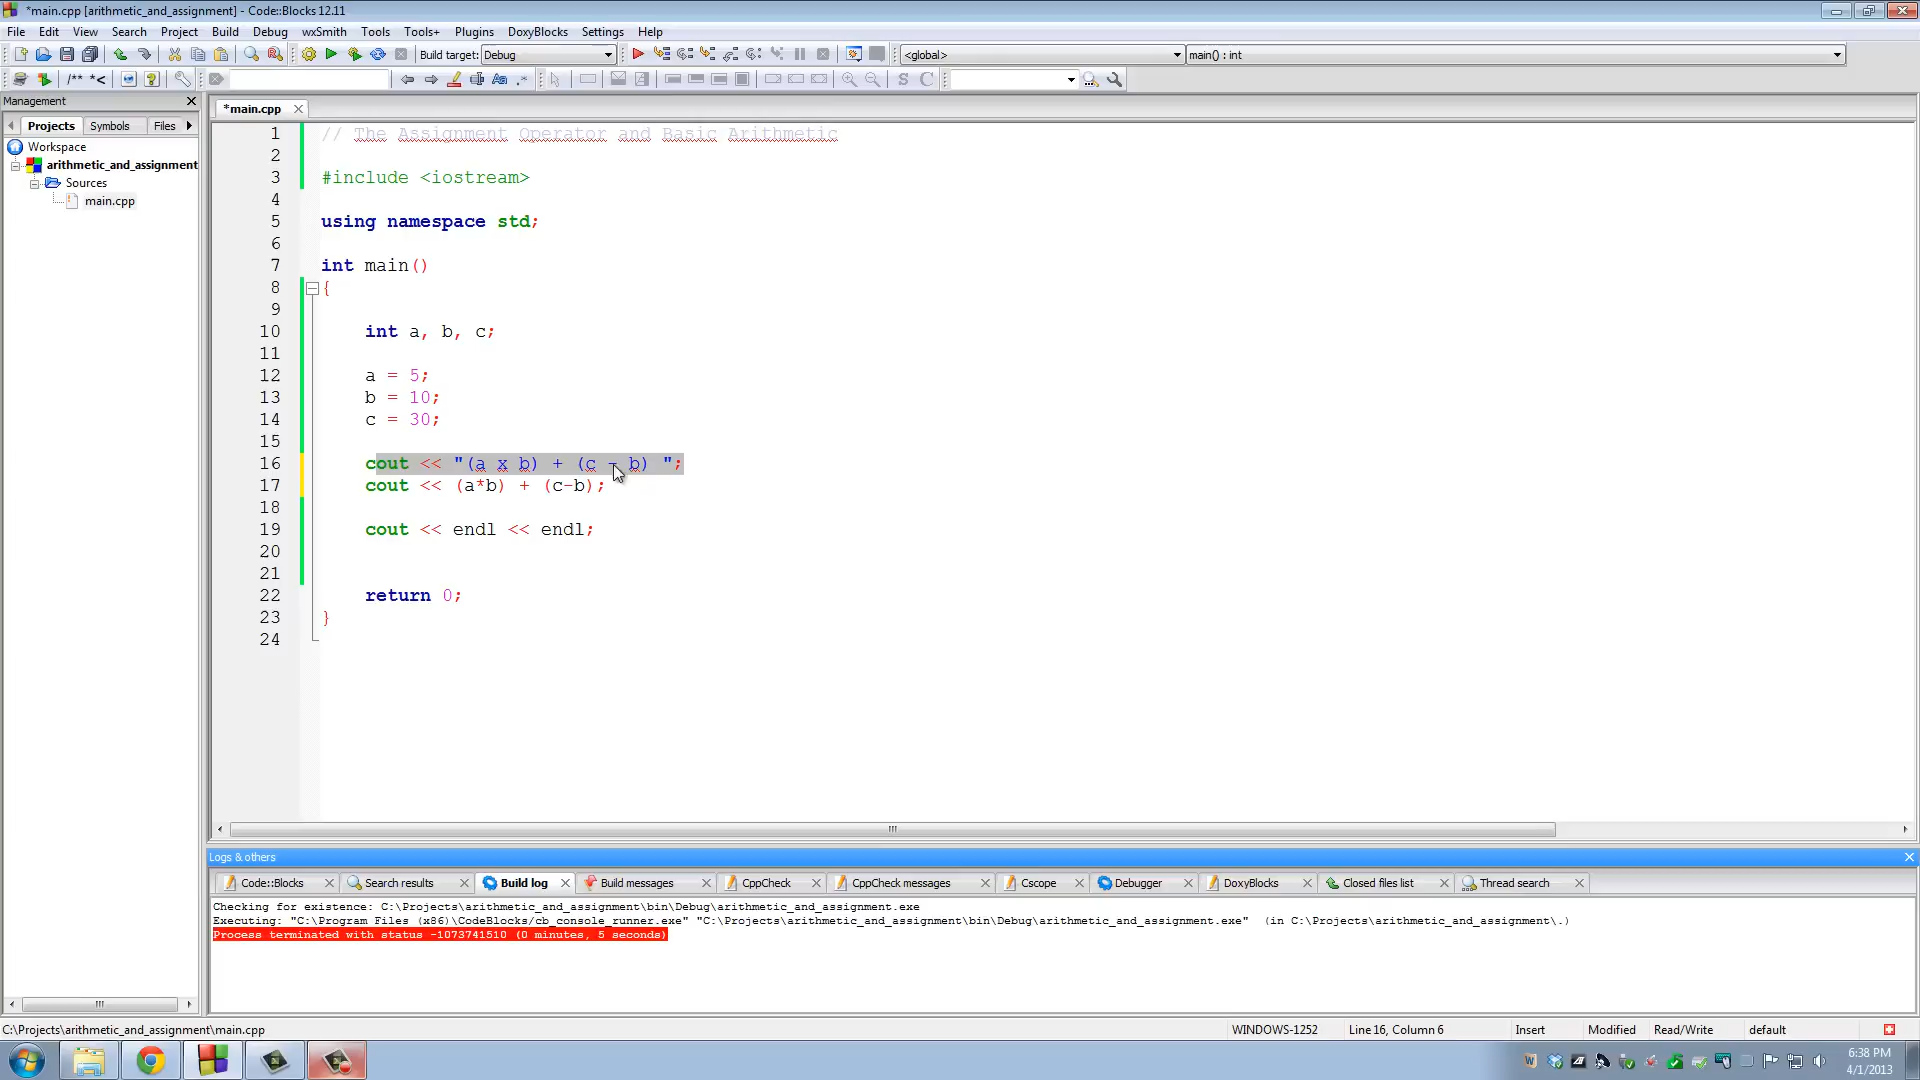 *main.cpp [arithmetic_and_assignment] - Code::Blocks 12.11
File Edit View Search Project Build Debug wxSmith Tools Tools+ Plugins DoxyBlocks Settings Help
Build target: Debug <global> main() : int
/** *< Aa .* S C
Management
*main.cpp
Projects Symbols Files
Workspace
arithmetic_and_assignment
Sources
main.cpp
1 // The Assignment Operator and Basic Arithmetic
2
3 #include <iostream>
4
5 using namespace std;
6
7 int main()
8 {
9
10 int a, b, c;
11
12 a = 5;
13 b = 10;
14 c = 30;
15
16 cout << "(a x b) + (c - b) ";
17 cout << (a*b) + (c-b);
18
19 cout << endl << endl;
20
21
22 return 0;
23 }
24
Logs & others
Code::Blocks Search results Build log Build messages CppCheck CppCheck messages Cscope Debugger DoxyBlocks Closed files list Thread search
Checking for existence: C:\Projects\arithmetic_and_assignment\bin\Debug\arithmetic_and_assignment.exe
Executing: "C:\Program Files (x86)\CodeBlocks/cb_console_runner.exe" "C:\Projects\arithmetic_and_assignment\bin\Debug\arithmetic_and_assignment.exe" (in C:\Projects\arithmetic_and_assignment\.)
Process terminated with status -1073741510 (0 minutes, 5 seconds)
C:\Projects\arithmetic_and_assignment\main.cpp WINDOWS-1252 Line 16, Column 6 Insert Modified Read/Write default
6:38 PM
4/1/2013